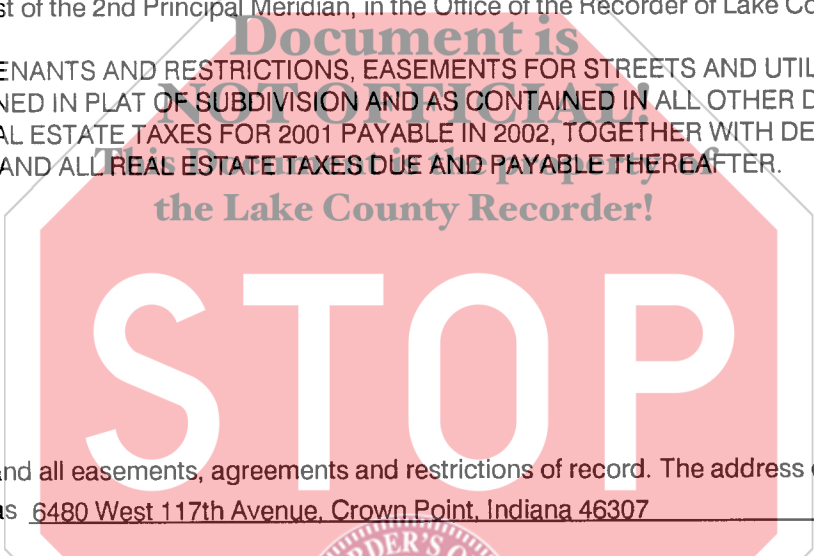 st of the 2nd Principal Meridian, in the Office of the Recorder of Lake Co
Document is
ENANTS AND RESTRICTIONS, EASEMENTS FOR STREETS AND UTIL
NED IN PLAT OF SUBDIVISION AND AS CONTAINED IN ALL OTHER D
NOT OFFICIAL!
AL ESTATE TAXES FOR 2001 PAYABLE IN 2002, TOGETHER WITH DE
AND ALL REAL ESTATE TAXES DUE AND PAYABLE THEREAFTER.
This Document is the property of
the Lake County Recorder!
STOP
nd all easements, agreements and restrictions of record. The address
as 6480 West 117th Avenue, Crown Point, Indiana 46307
RDER'S O